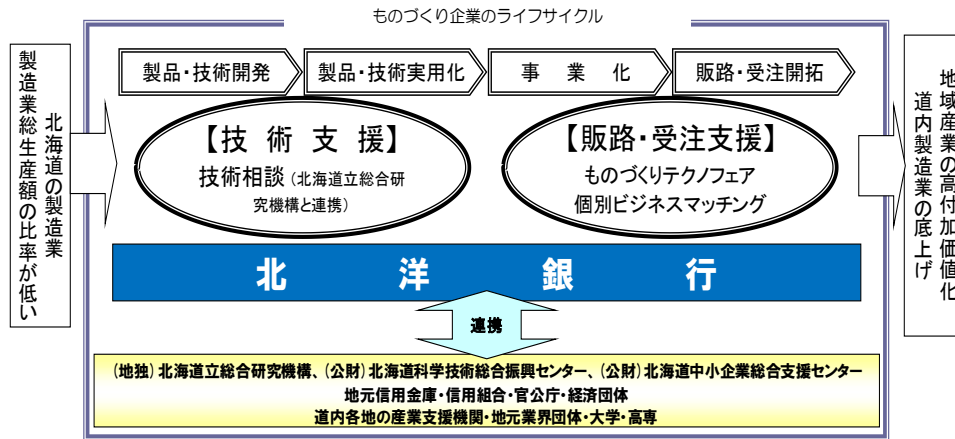 ものづくり企業のライフサイクル
北海道の製造業
製造業総生産額の比率が低い
製品・技術開発
製品・技術実用化
事業化
販路・受注開拓
【技術支援】
技術相談（北海道立総合研
究機構と連携）
【販路・受注支援】
ものづくりテクノフェア
個別ビジネスマッチング
地域産業の高付加価値化
道内製造業の底上げ
北洋銀行
連携
（地独）北海道立総合研究機構、（公財）北海道科学技術総合振興センター、（公財）北海道中小企業総合支援センター
地元信用金庫・信用組合・官公庁・経済団体
道内各地の産業支援機関・地元業界団体・大学・高専